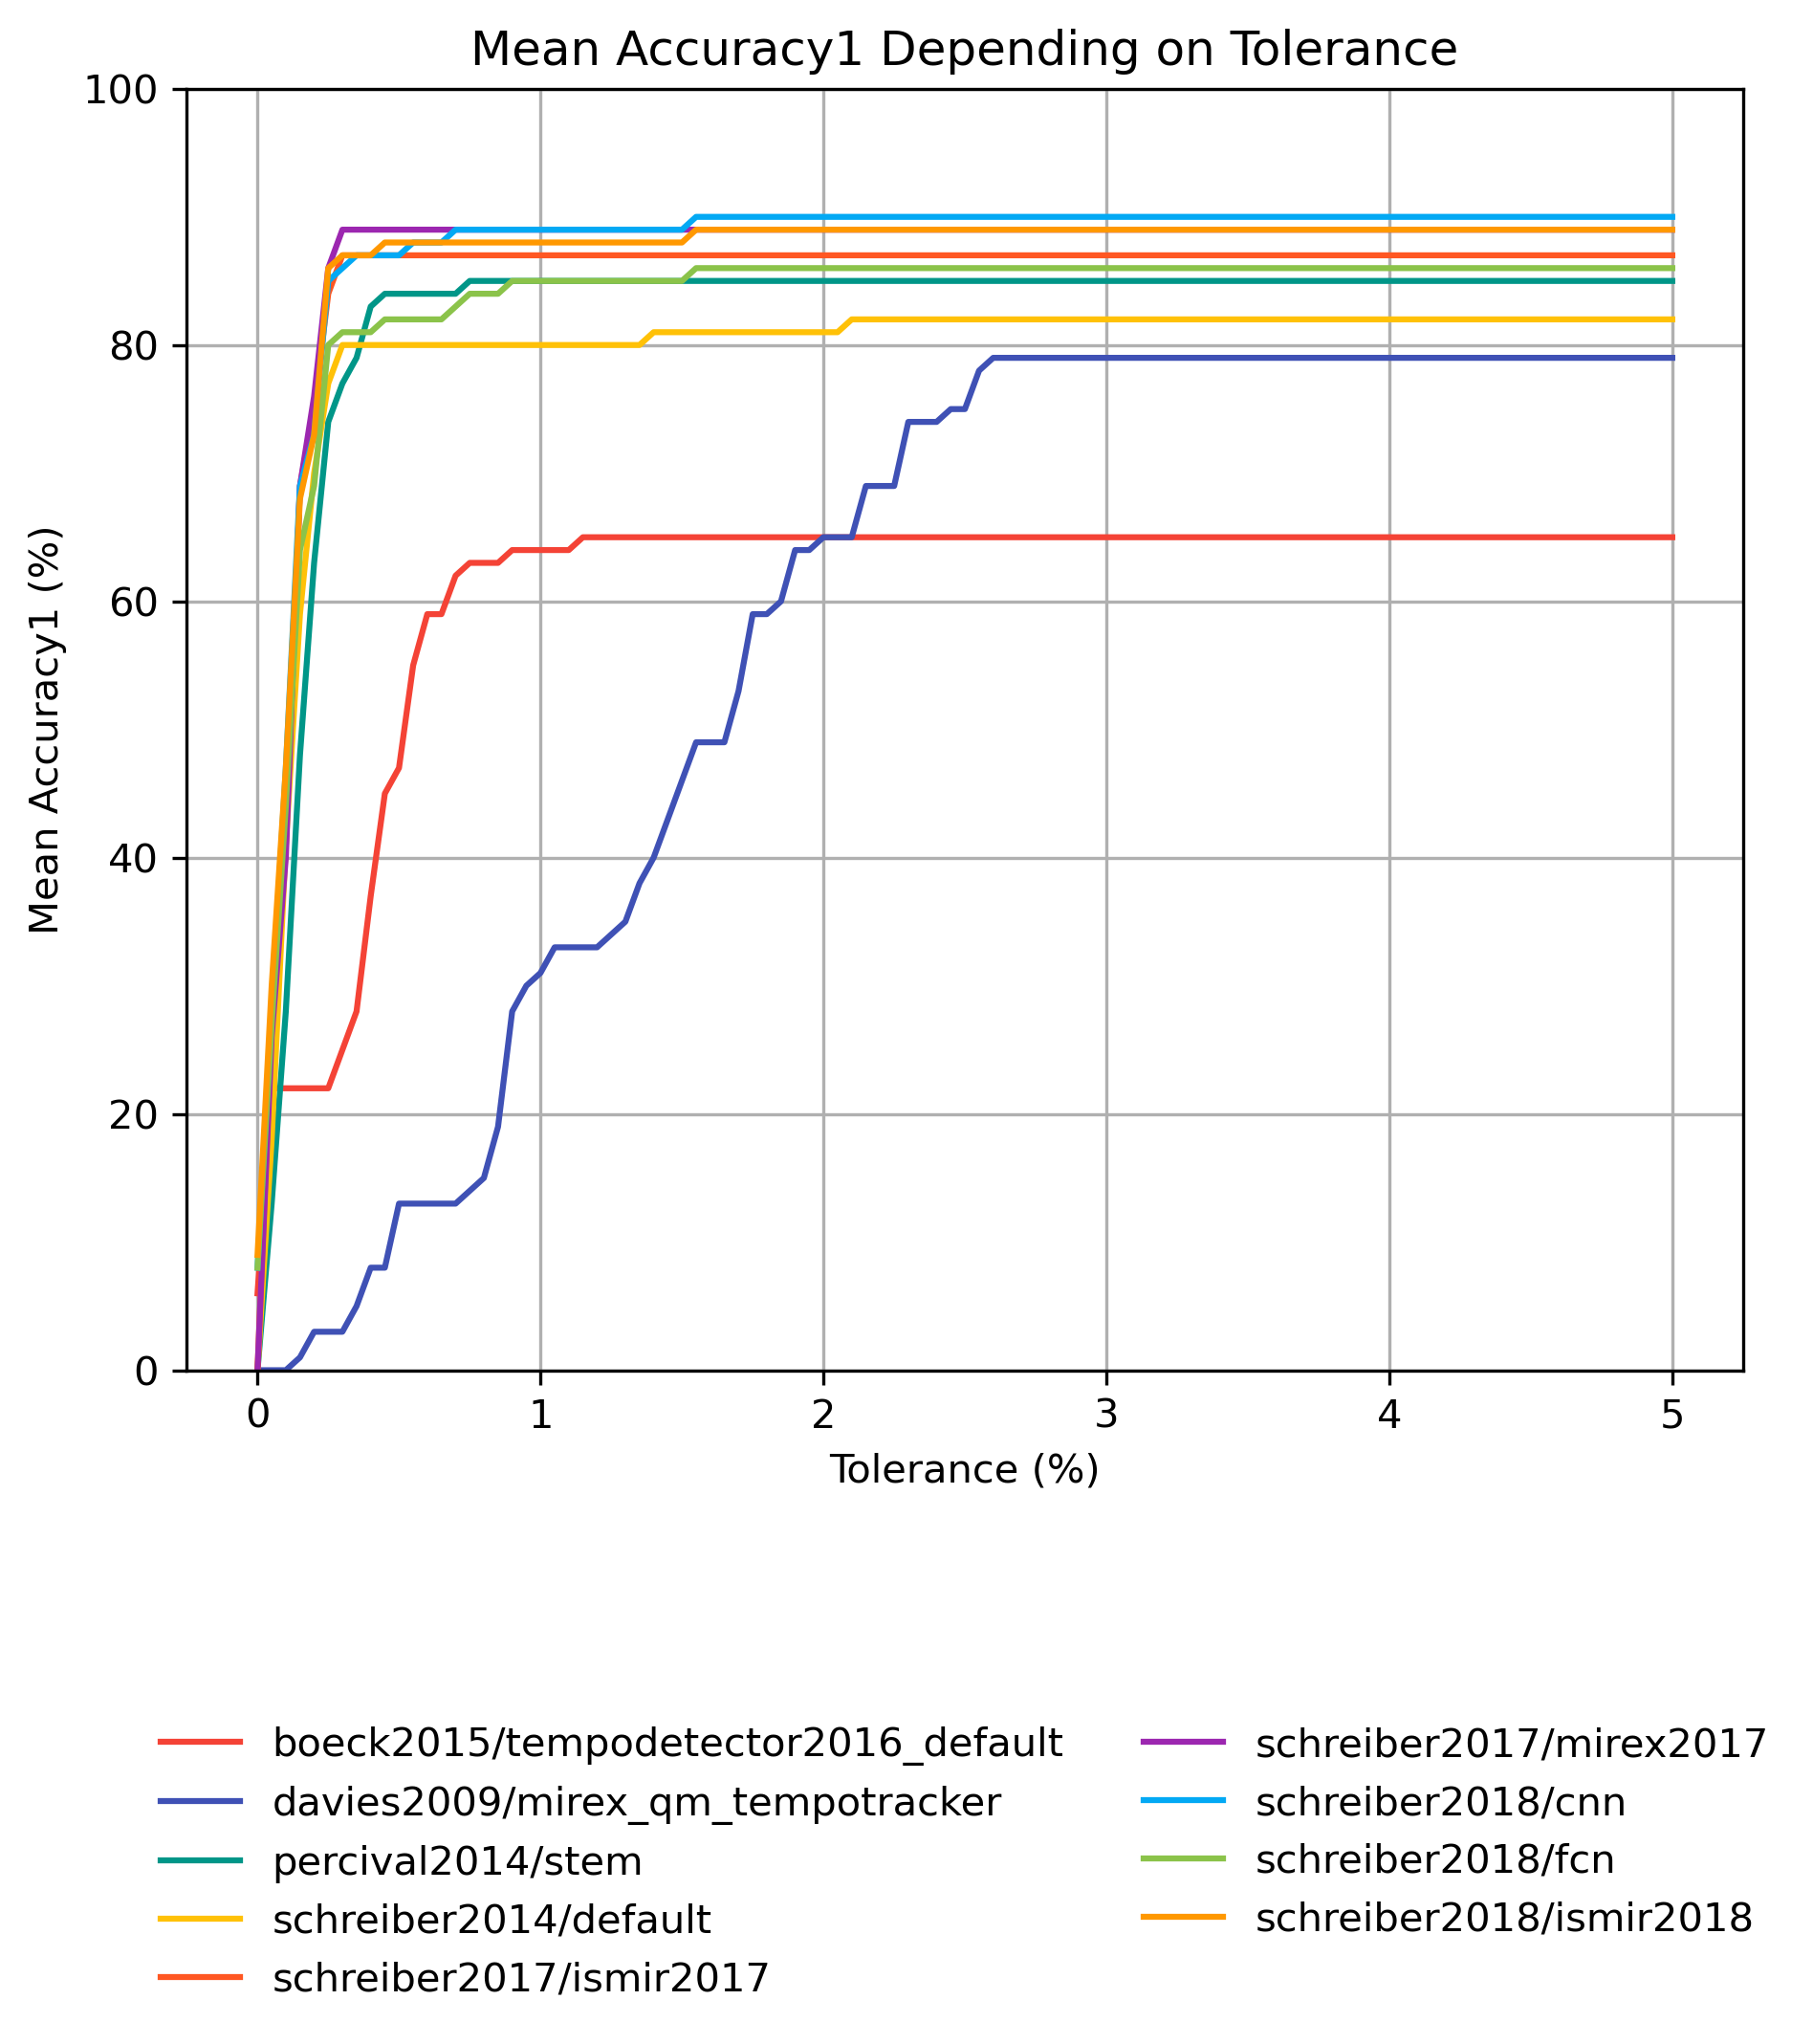 Mean Accuracy1 Depending on Tolerance
100
80
60
40
20
0
Mean Accuracy1 (%)
0 1 2 3 4 5
Tolerance (%)
boeck2015/tempodetector2016_default
davies2009/mirex_qm_tempotracker
percival2014/stem
schreiber2014/default
schreiber2017/ismir2017
schreiber2017/mirex2017
schreiber2018/cnn
schreiber2018/fcn
schreiber2018/ismir2018